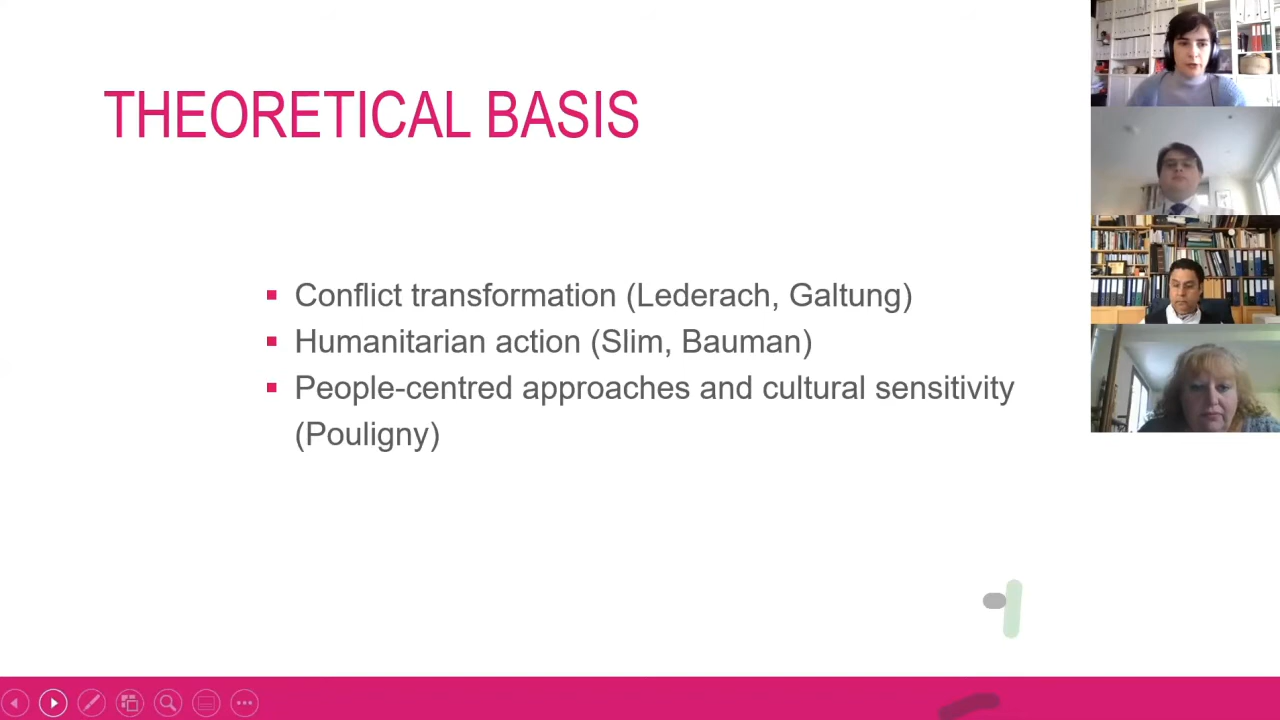 THEORETICAL BASIS
Conflict transformation (Lederach, Galtung)
Humanitarian action (Slim, Bauman)
People-centred approaches and cultural sensitivity
(Pouligny)